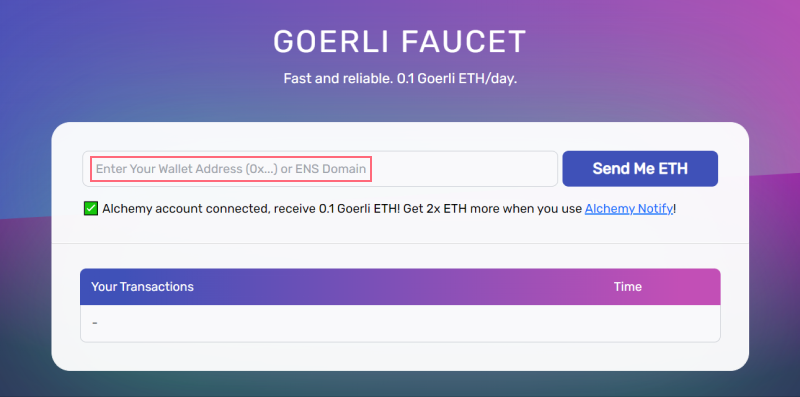 GOERLI FAUCET
Fast and reliable. 0.1 Goerli ETH/day.
Enter Your Wallet Address (0x...) or ENS Domain
Send Me ETH
Alchemy account connected, receive 0.1 Goerli ETH! Get 2x ETH more when you use Alchemy Notify!
Your Transactions Time
-